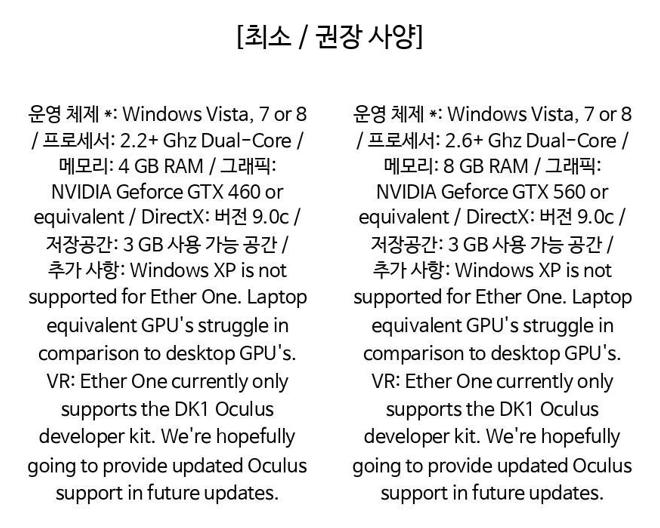 [최소 / 권장 사양]
운영 체제 *: Windows Vista, 7 or 8
/ 프로세서: 2.2+ Ghz Dual-Core /
메모리: 4 GB RAM / 그래픽:
NVIDIA Geforce GTX 460 or
equivalent / DirectX: 버전 9.0c /
저장공간: 3 GB 사용 가능 공간 /
추가 사항: Windows XP is not
supported for Ether One. Laptop
equivalent GPU's struggle in
comparison to desktop GPU's.
VR: Ether One currently only
supports the DK1 Oculus
developer kit. We're hopefully
going to provide updated Oculus
support in future updates.
운영 체제 *: Windows Vista, 7 or 8
/ 프로세서: 2.6+ Ghz Dual-Core /
메모리: 8 GB RAM / 그래픽:
NVIDIA Geforce GTX 560 or
equivalent / DirectX: 버전 9.0c /
저장공간: 3 GB 사용 가능 공간 /
추가 사항: Windows XP is not
supported for Ether One. Laptop
equivalent GPU's struggle in
comparison to desktop GPU's.
VR: Ether One currently only
supports the DK1 Oculus
developer kit. We're hopefully
going to provide updated Oculus
support in future updates.